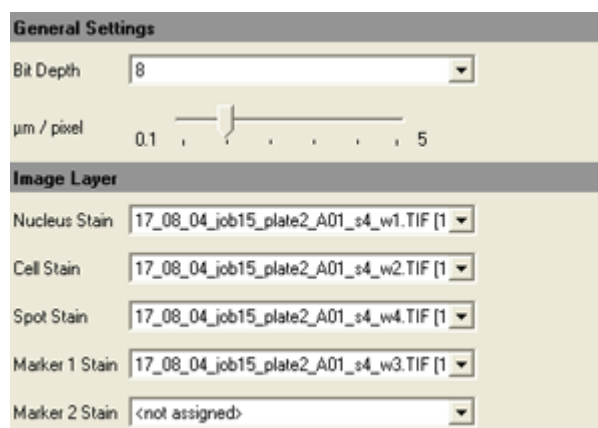 General Settings
Bit Depth 8
µm / pixel 0.1 5
Image Layer
Nucleus Stain 17_08_04_job15_plate2_A01_s4_w1.TIF [1
Cell Stain 17_08_04_job15_plate2_A01_s4_w2.TIF [1
Spot Stain 17_08_04_job15_plate2_A01_s4_w4.TIF [1
Marker 1 Stain 17_08_04_job15_plate2_A01_s4_w3.TIF [1
Marker 2 Stain <not assigned>